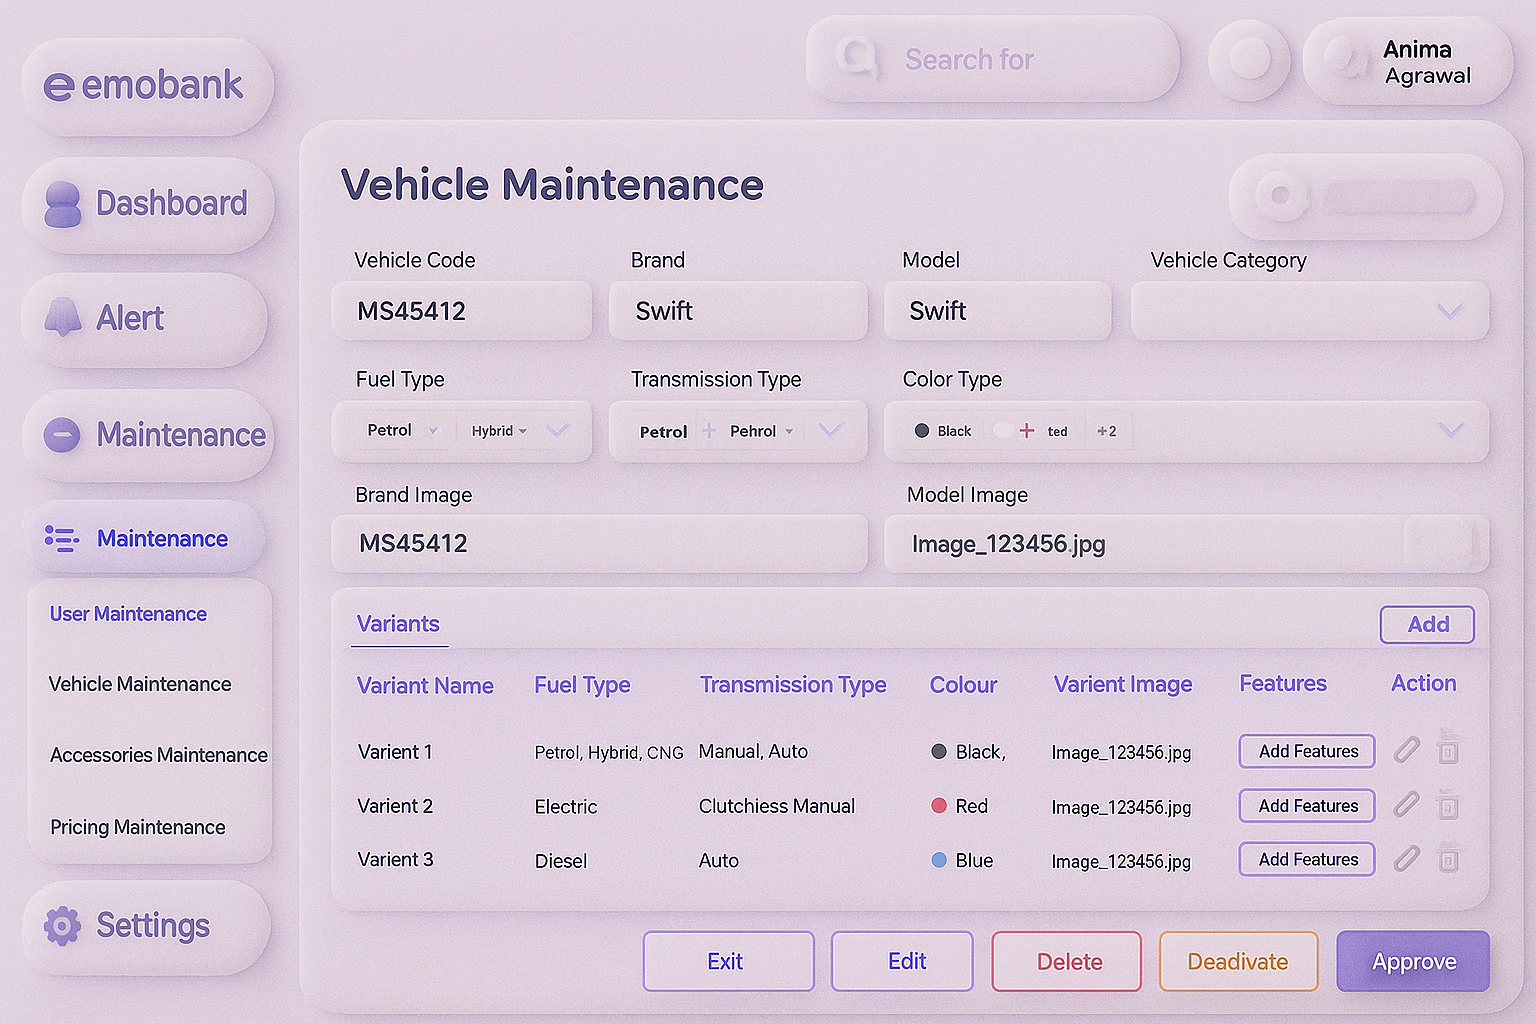 emobank
Search for
Anima
Agrawal
Dashboard
Alert
Maintenance
Maintenance
User Maintenance
Vehicle Maintenance
Accessories Maintenance
Pricing Maintenance
Settings
Vehicle Maintenance
Vehicle Code Brand Model Vehicle Category
MS45412 Swift Swift
Fuel Type Transmission Type Color Type
Petrol Hybrid Petrol + Pehrol Black + ted +2
Brand Image Model Image
MS45412 Image_123456.jpg
Variants Add
Variant Name Fuel Type Transmission Type Colour Varient Image Features Action
Varient 1 Petrol, Hybrid, CNG Manual, Auto Black, Image_123456.jpg Add Features
Varient 2 Electric Clutchiess Manual Red Image_123456.jpg Add Features
Varient 3 Diesel Auto Blue Image_123456.jpg Add Features
Exit Edit Delete Deadivate Approve